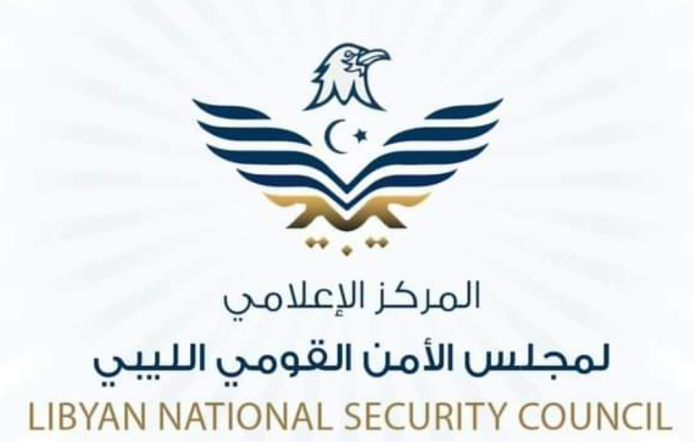 المركز الإعلامي
لمجلس الأمن القومي الليبي
LIBYAN NATIONAL SECURITY COUNCIL